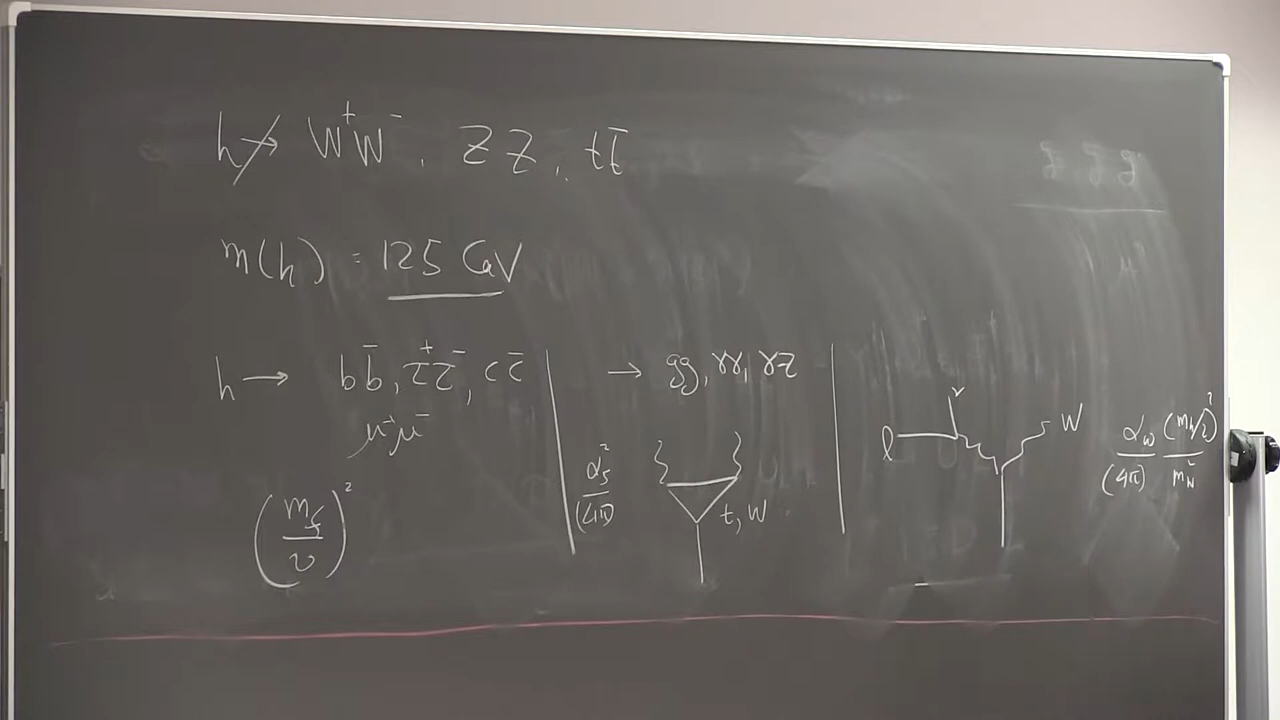 h ↛ W⁺W⁻, ZZ, tt̄
m(h) = 125 GeV
h → bb̄, τ⁺τ⁻, cc̄
μ⁺μ⁻
(m_f/v)²
→ gg, γγ, γZ
α_s²/(4π)
t, W
ℓ ν W
α_w/(4π) (m_h/2)²/m_W²